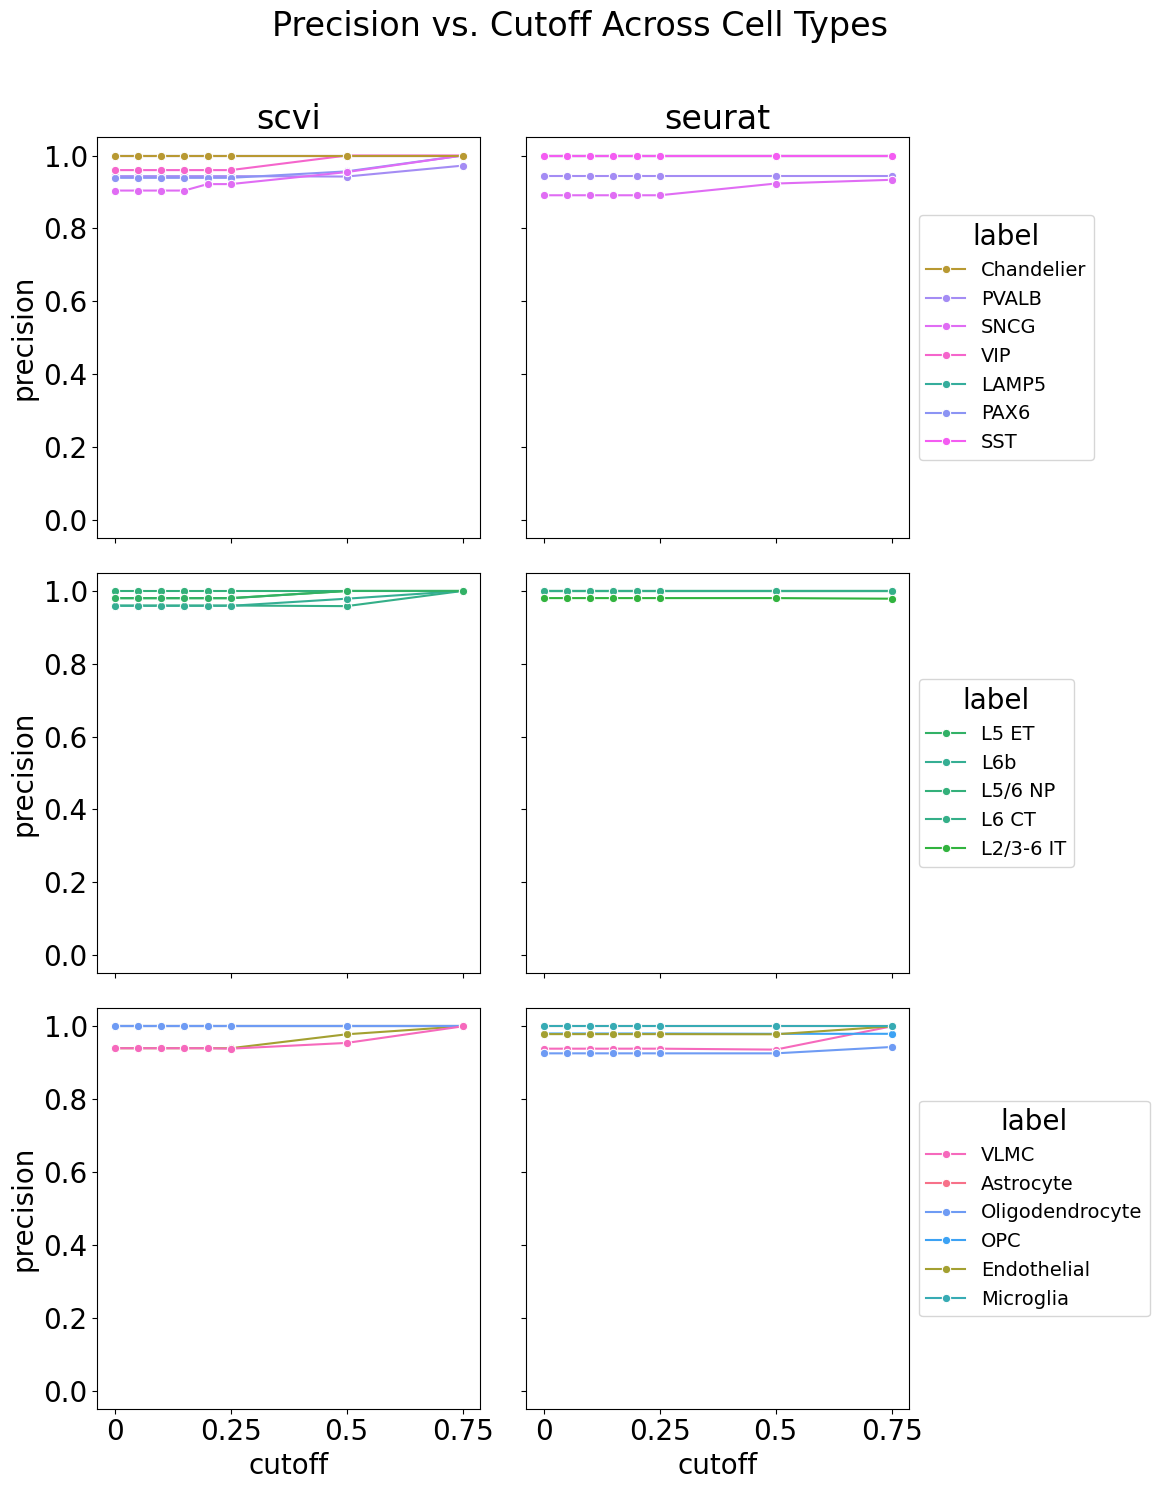 Precision vs. Cutoff Across Cell Types
scvi
seurat
1.0
0.8
0.6
0.4
0.2
0.0
precision
label
Chandelier
PVALB
SNCG
VIP
LAMP5
PAX6
SST
1.0
0.8
0.6
0.4
0.2
0.0
precision
label
L5 ET
L6b
L5/6 NP
L6 CT
L2/3-6 IT
1.0
0.8
0.6
0.4
0.2
0.0
precision
label
VLMC
Astrocyte
Oligodendrocyte
OPC
Endothelial
Microglia
0 0.25 0.5 0.75
cutoff
0 0.25 0.5 0.75
cutoff